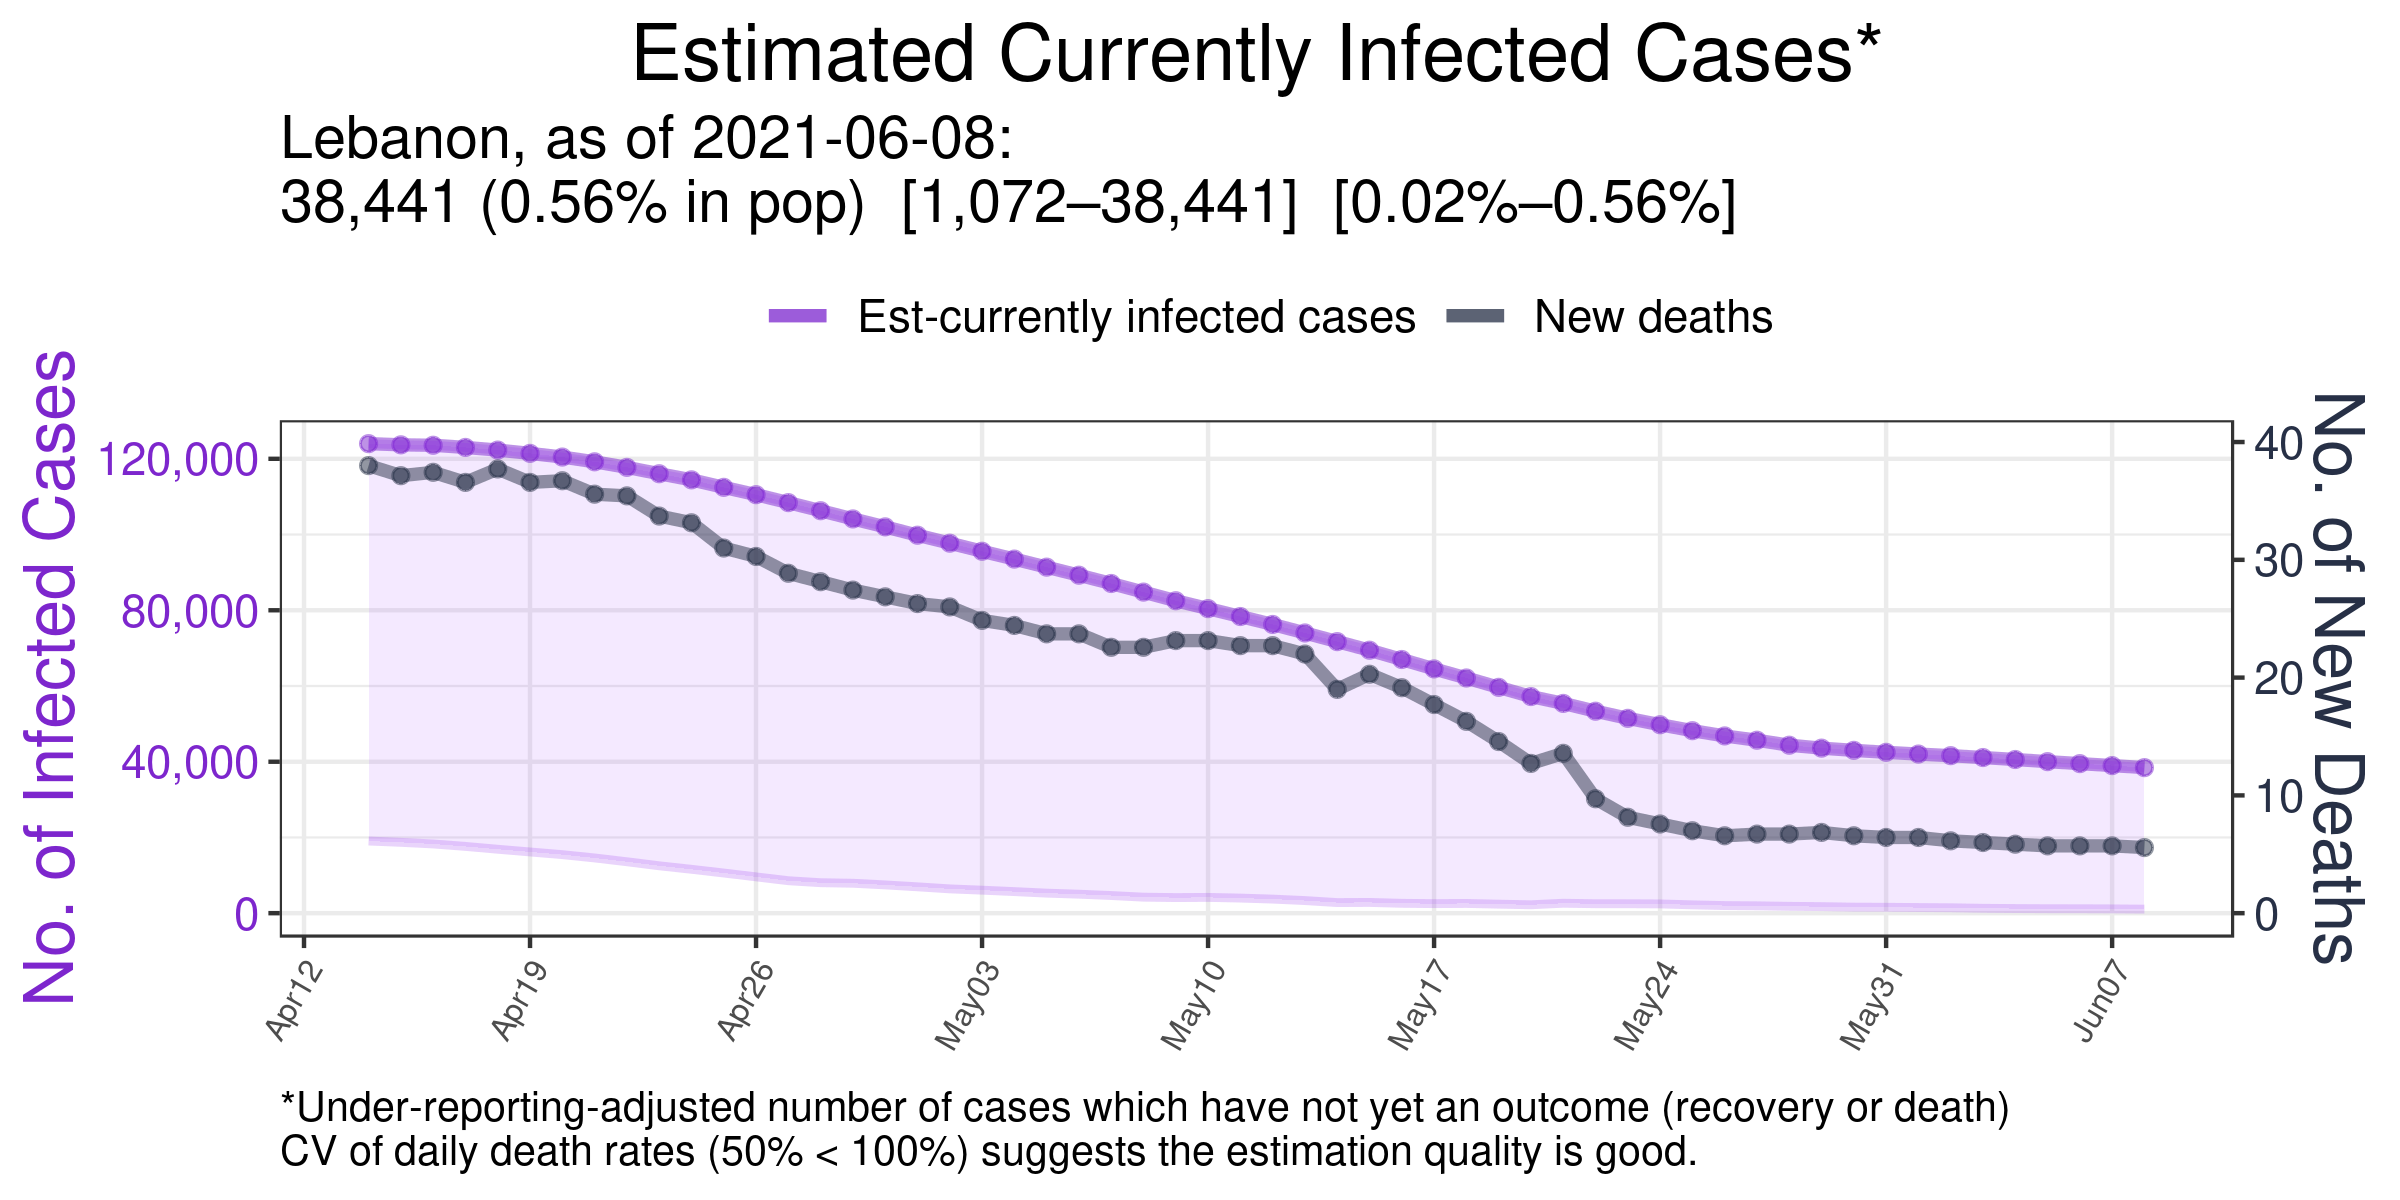 Estimated Currently Infected Cases*
Lebanon, as of 2021-06-08:
38,441 (0.56% in pop)  [1,072–38,441]  [0.02%–0.56%]
Est-currently infected cases
New deaths
No. of Infected Cases
120,000
80,000
40,000
0
40
30
20
10
0
No. of New Deaths
Apr12
Apr19
Apr26
May03
May10
May17
May24
May31
Jun07
*Under-reporting-adjusted number of cases which have not yet an outcome (recovery or death)
CV of daily death rates (50% < 100%) suggests the estimation quality is good.